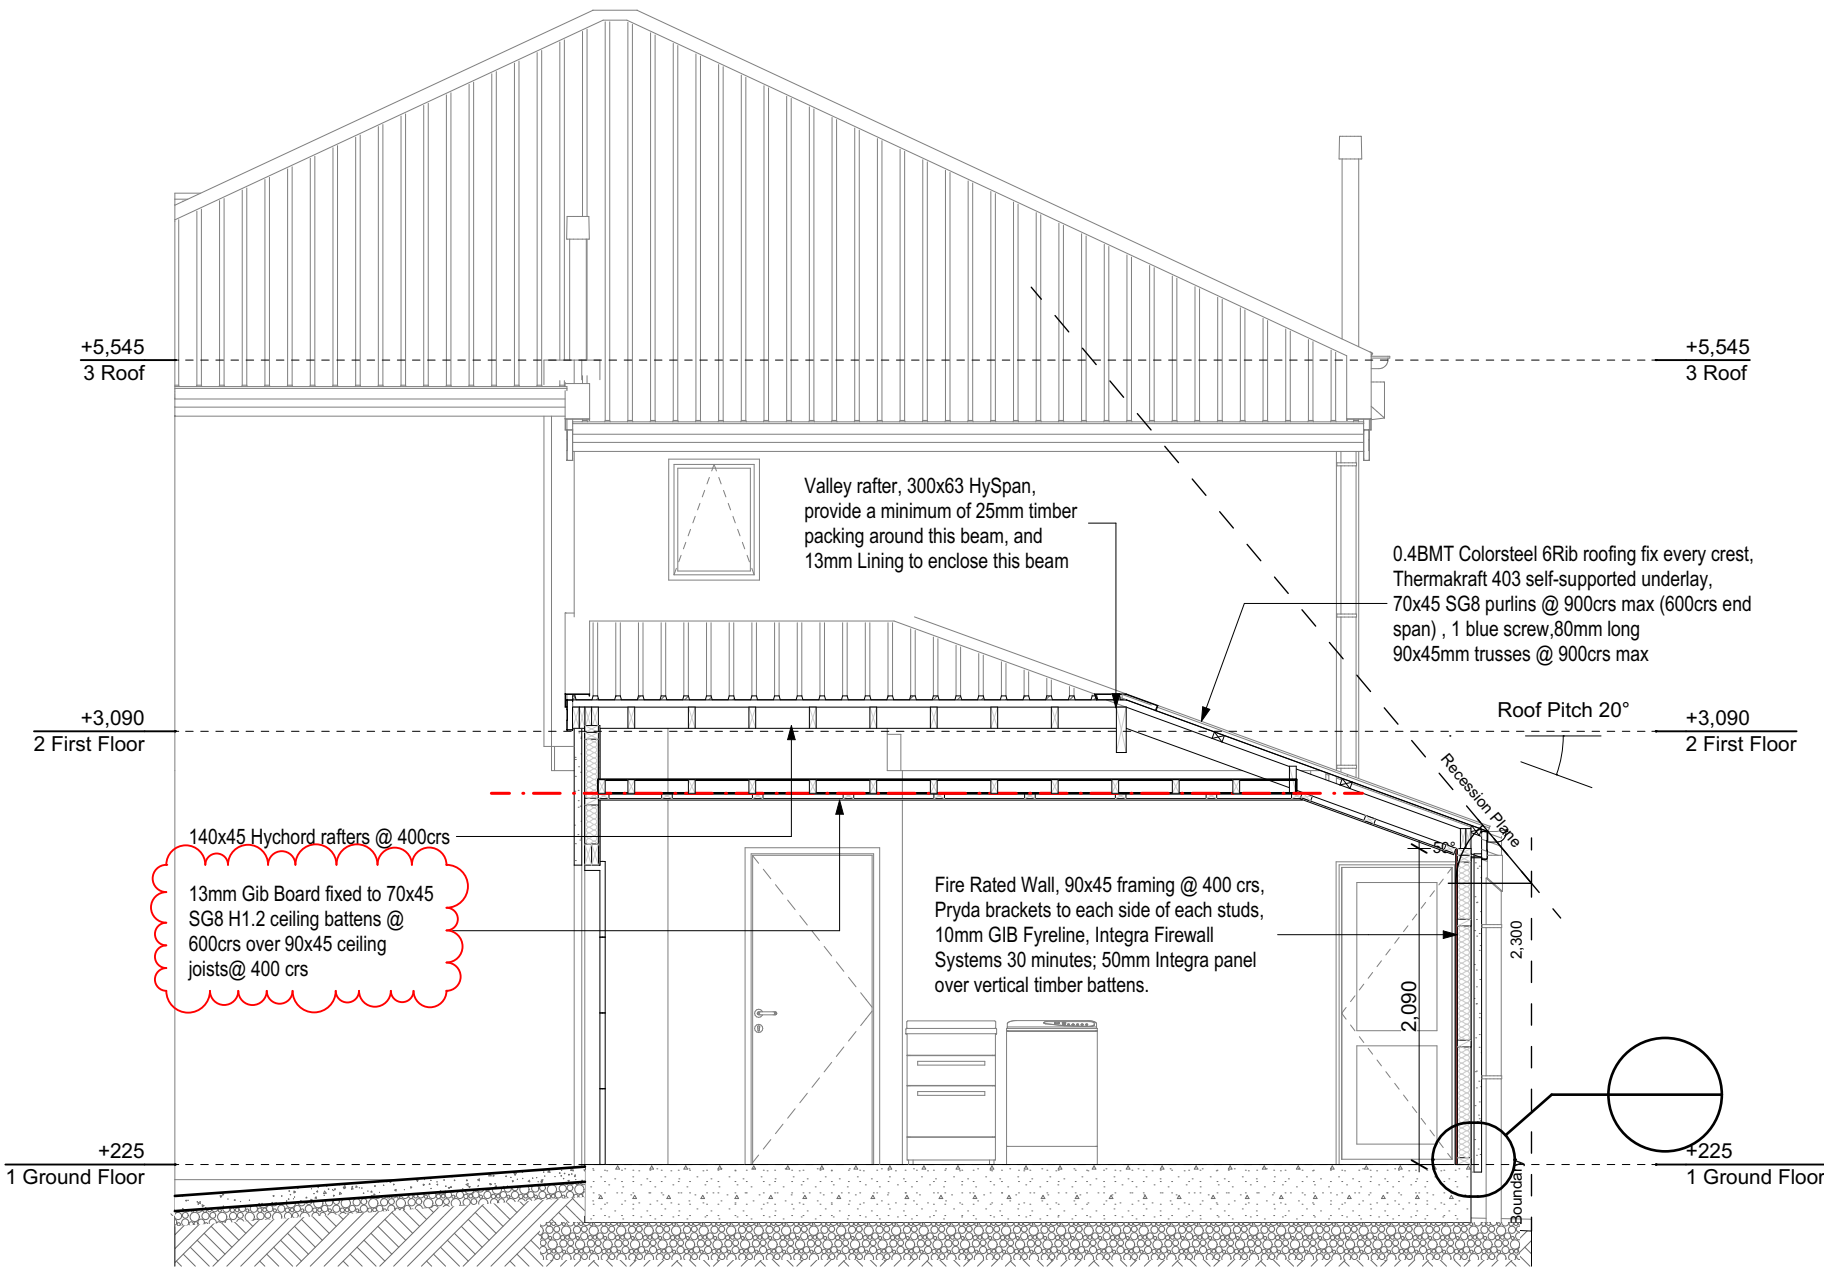 +5,545
3 Roof
+5,545
3 Roof
Valley rafter, 300x63 HySpan,
provide a minimum of 25mm timber
packing around this beam, and
13mm Lining to enclose this beam
0.4BMT Colorsteel 6Rib roofing fix every crest,
Thermakraft 403 self-supported underlay,
70x45 SG8 purlins @ 900crs max (600crs end
span) , 1 blue screw,80mm long
90x45mm trusses @ 900crs max
+3,090
2 First Floor
Roof Pitch 20°
+3,090
2 First Floor
Recession Plane
140x45 Hychord rafters @ 400crs
13mm Gib Board fixed to 70x45
SG8 H1.2 ceiling battens @
600crs over 90x45 ceiling
joists@ 400 crs
Fire Rated Wall, 90x45 framing @ 400 crs,
Pryda brackets to each side of each studs,
10mm GIB Fyreline, Integra Firewall
Systems 30 minutes; 50mm Integra panel
over vertical timber battens.
2,300
2,090
+225
1 Ground Floor
Boundary
+225
1 Ground Floor